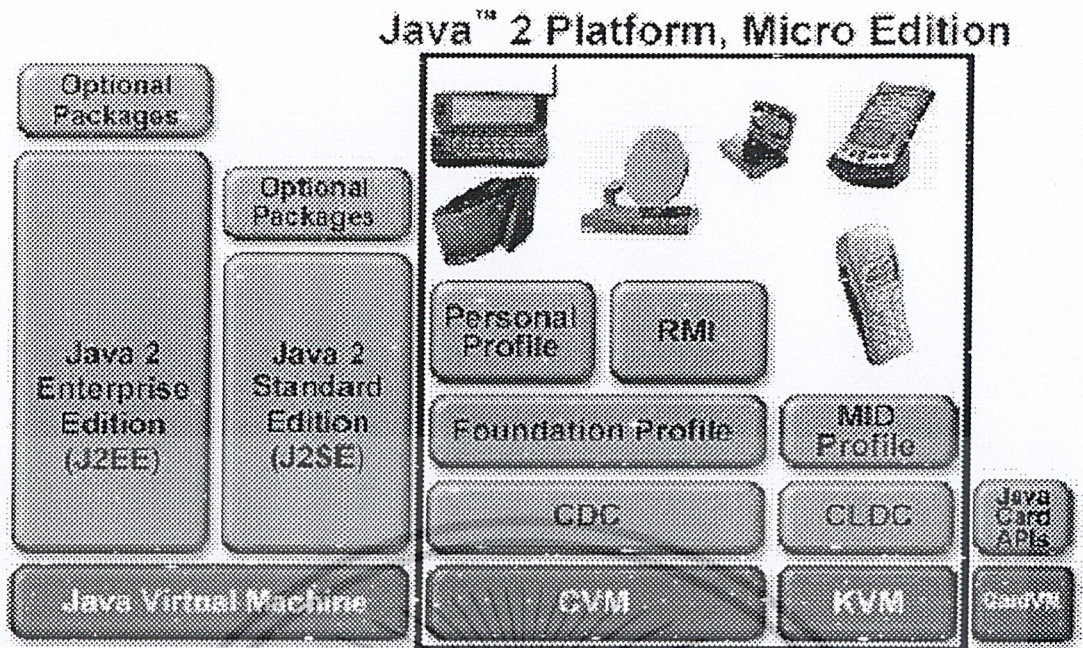 Java™ 2 Platform, Micro Edition
Optional
Packages
Optional
Packages
Java 2
Enterprise
Edition
(J2EE)
Java 2
Standard
Edition
(J2SE)
Personal
Profile
RMI
Foundation Profile
MID
Profile
CDC
CLDC
Java
Card
APIs
Java Virtual Machine
CVM
KVM
CardVM